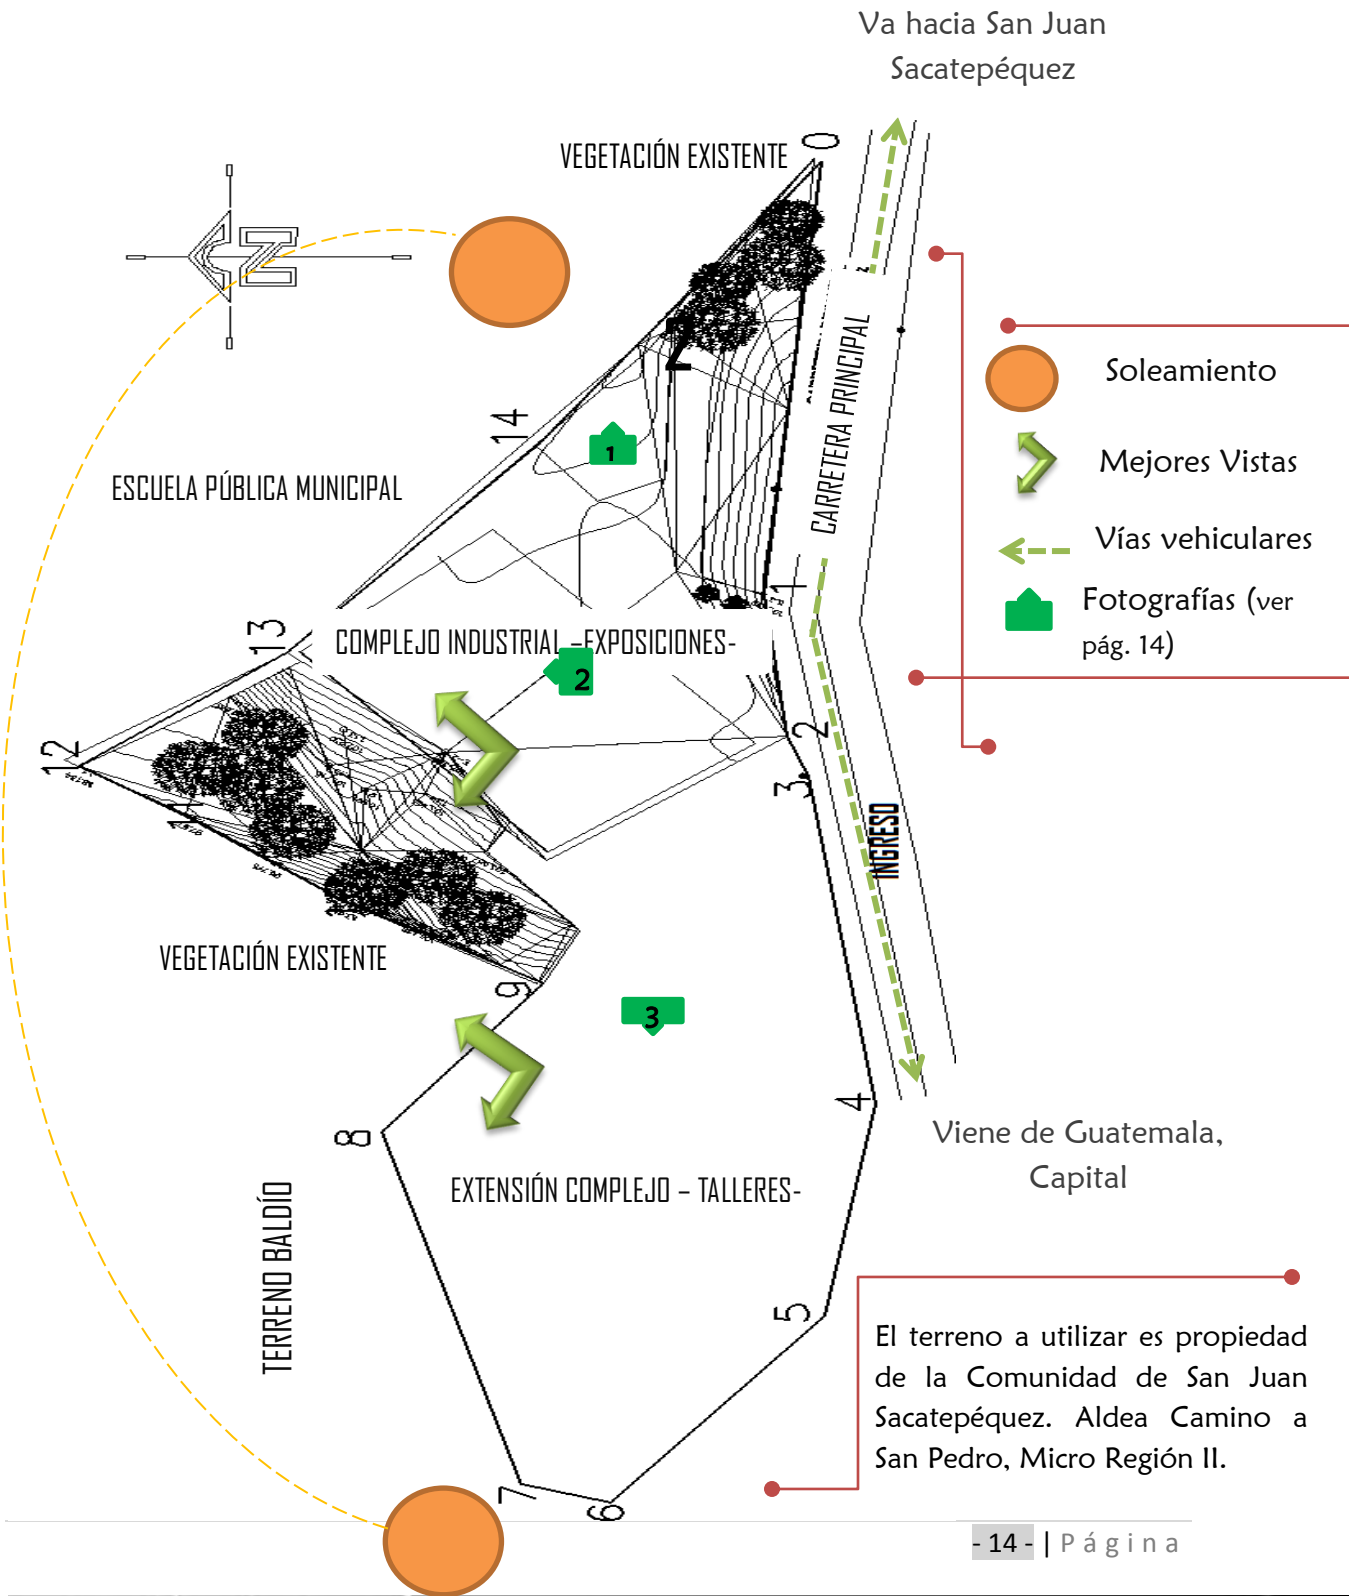 Va hacia San Juan
Sacatepéquez
VEGETACIÓN EXISTENTE
0
N
CARRETERA PRINCIPAL
Soleamiento
14
1
Mejores Vistas
ESCUELA PÚBLICA MUNICIPAL
Vías vehiculares
Fotografías (ver
pág. 14)
1
13
COMPLEJO INDUSTRIAL –EXPOSICIONES-
2
12
2
3
11
INGRESO
VEGETACIÓN EXISTENTE
9
3
4
8
Viene de Guatemala,
Capital
EXTENSIÓN COMPLEJO – TALLERES-
TERRENO BALDÍO
5
El terreno a utilizar es propiedad
de la Comunidad de San Juan
Sacatepéquez. Aldea Camino a
San Pedro, Micro Región II.
7
6
- 14 - | Página